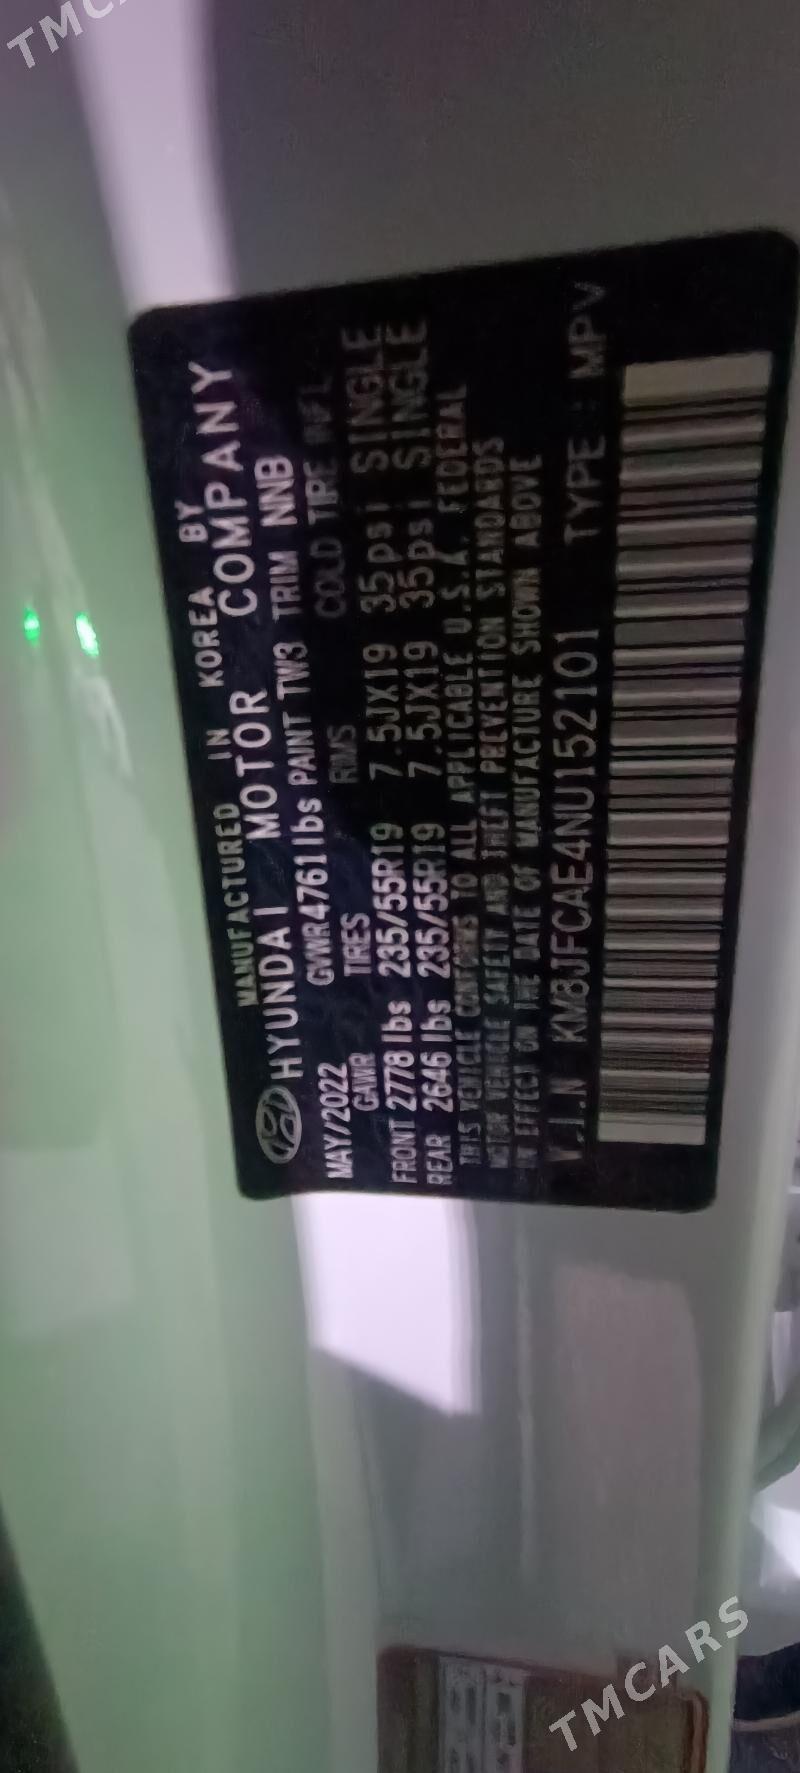 MANUFACTURED IN KOREA BY
HYUNDAI MOTOR COMPANY
MAY/2022 GVWR4761lbs PAINT TW3 TRIM NNB
GAWR TIRES RIMS COLD TIRE INFL
FRONT 2778 lbs 235/55R19 7.5JX19 35psi SINGLE
REAR 2646 lbs 235/55R19 7.5JX19 35psi SINGLE
THIS VEHICLE CONFORMS TO ALL APPLICABLE U.S.A. FEDERAL
MOTOR VEHICLE SAFETY AND THEFT PREVENTION STANDARDS
IN EFFECT ON THE DATE OF MANUFACTURE SHOWN ABOVE
V.I.N KM8JFCAE4NU152101 TYPE : MPV
TMCARS
TMC